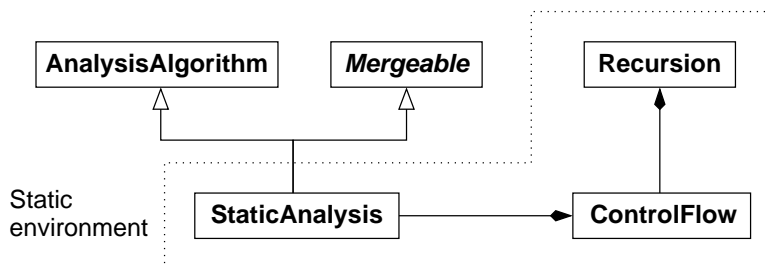 AnalysisAlgorithm
Mergeable
Recursion
Static
environment
StaticAnalysis
ControlFlow